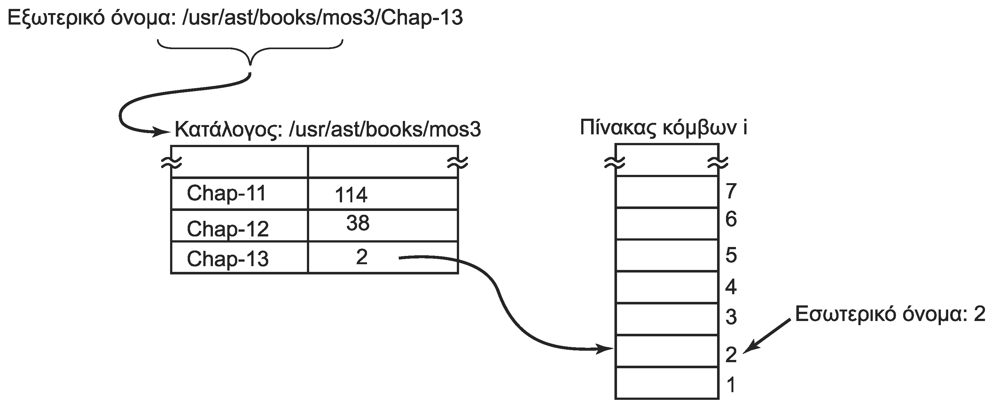 Εξωτερικό όνομα: /usr/ast/books/mos3/Chap-13
Κατάλογος: /usr/ast/books/mos3
Chap-11 114
Chap-12 38
Chap-13 2
Πίνακας κόμβων i
7
6
5
4
3
2
1
Εσωτερικό όνομα: 2